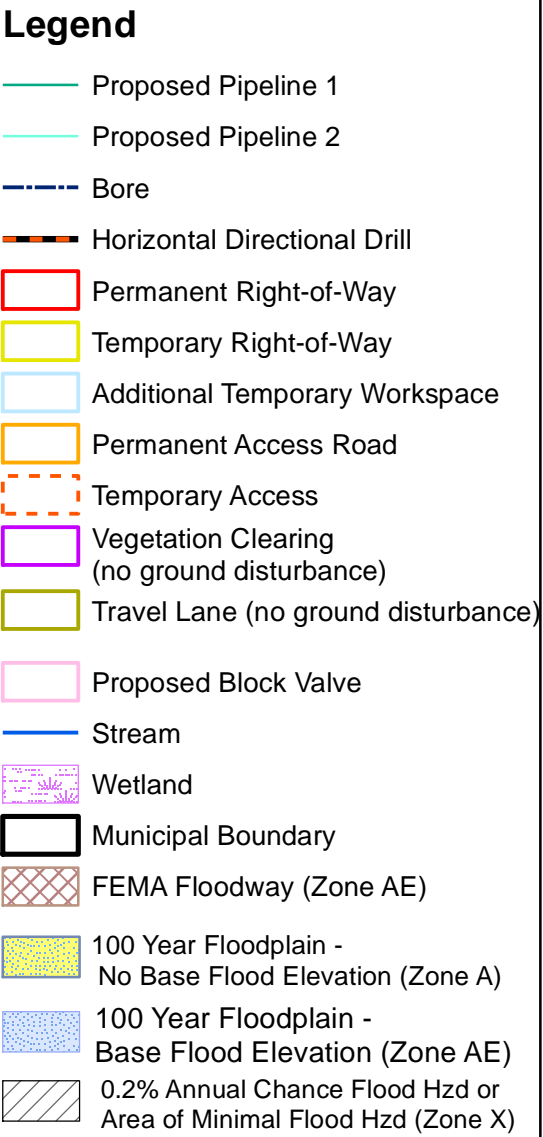 Legend
Proposed Pipeline 1
Proposed Pipeline 2
Bore
Horizontal Directional Drill
Permanent Right-of-Way
Temporary Right-of-Way
Additional Temporary Workspace
Permanent Access Road
Temporary Access
Vegetation Clearing
(no ground disturbance)
Travel Lane (no ground disturbance)
Proposed Block Valve
Stream
Wetland
Municipal Boundary
FEMA Floodway (Zone AE)
100 Year Floodplain -
No Base Flood Elevation (Zone A)
100 Year Floodplain -
Base Flood Elevation (Zone AE)
0.2% Annual Chance Flood Hzd or
Area of Minimal Flood Hzd (Zone X)